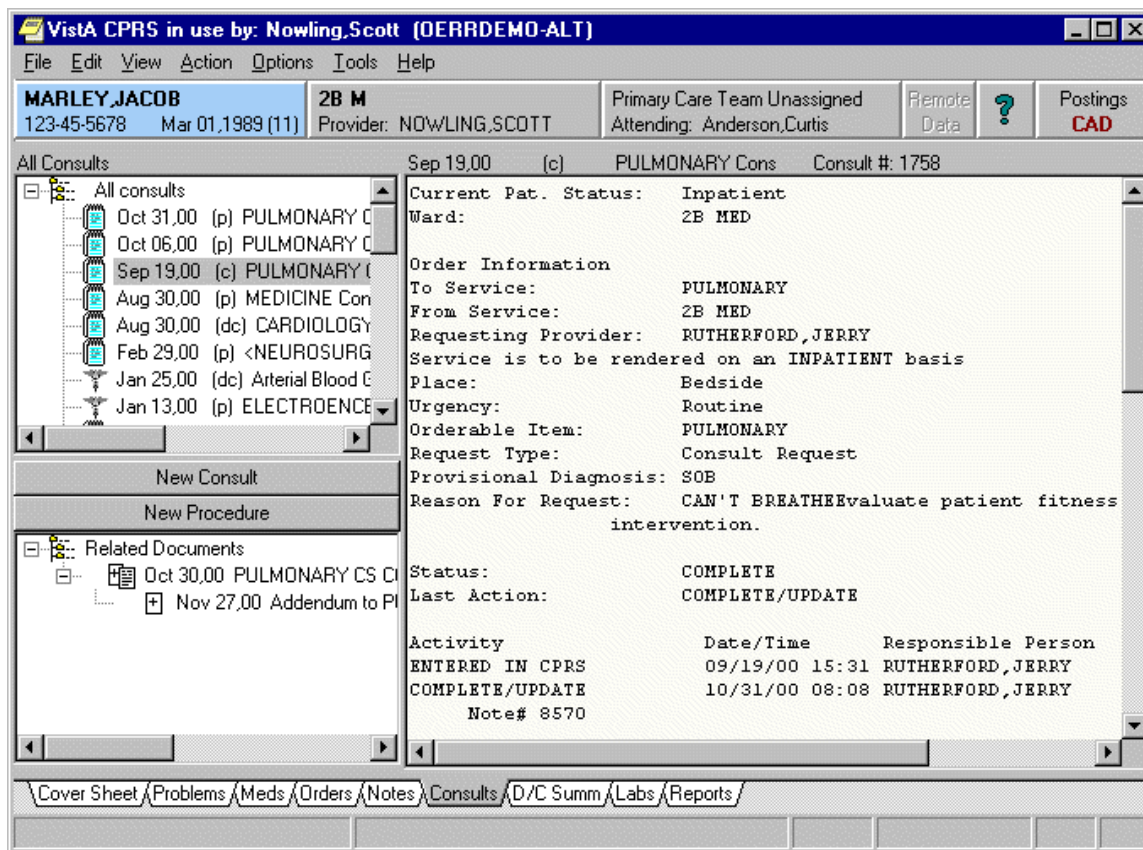 VistA CPRS in use by: Nowling,Scott (OERRDEMO-ALT)
File Edit View Action Options Tools Help
MARLEY,JACOB
123-45-5678 Mar 01,1989 (11)
2B M
Provider: NOWLING,SCOTT
Primary Care Team Unassigned
Attending: Anderson,Curtis
Remote
Data
?
Postings
CAD
All Consults
All consults
Oct 31,00 (p) PULMONARY C
Oct 06,00 (p) PULMONARY C
Sep 19,00 (c) PULMONARY C
Aug 30,00 (p) MEDICINE Con
Aug 30,00 (dc) CARDIOLOGY
Feb 29,00 (p) <NEUROSURG
Jan 25,00 (dc) Arterial Blood G
Jan 13,00 (p) ELECTROENCE
New Consult
New Procedure
Related Documents
Oct 30,00 PULMONARY CS C
Nov 27,00 Addendum to P
Sep 19,00 (c) PULMONARY Cons Consult #: 1758
Current Pat. Status: Inpatient
Ward: 2B MED
Order Information
To Service: PULMONARY
From Service: 2B MED
Requesting Provider: RUTHERFORD,JERRY
Service is to be rendered on an INPATIENT basis
Place: Bedside
Urgency: Routine
Orderable Item: PULMONARY
Request Type: Consult Request
Provisional Diagnosis: SOB
Reason For Request: CAN'T BREATHEEvaluate patient fitness
intervention.
Status: COMPLETE
Last Action: COMPLETE/UPDATE
Activity Date/Time Responsible Person
ENTERED IN CPRS 09/19/00 15:31 RUTHERFORD,JERRY
COMPLETE/UPDATE 10/31/00 08:08 RUTHERFORD,JERRY
Note# 8570
Cover Sheet Problems Meds Orders Notes Consults D/C Summ Labs Reports